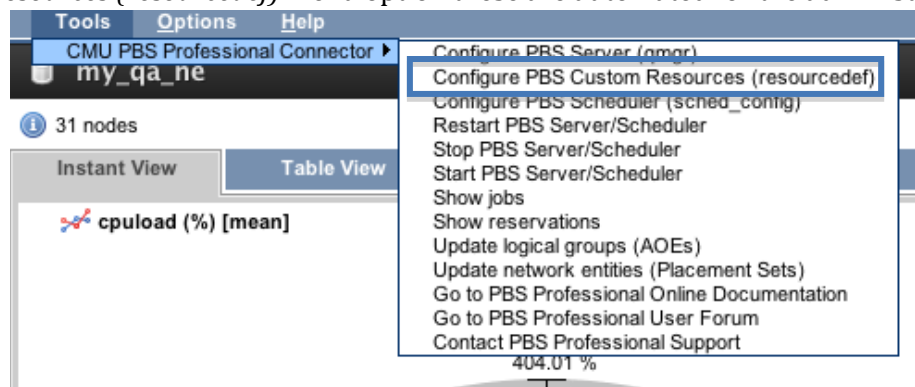 Tools Options Help
CMU PBS Professional Connector
Configure PBS Server (qmgr)
my_qa_ne
Configure PBS Custom Resources (resourcedef)
Configure PBS Scheduler (sched_config)
31 nodes
Restart PBS Server/Scheduler
Stop PBS Server/Scheduler
Instant View Table View
Start PBS Server/Scheduler
Show jobs
cpuload (%) [mean]
Show reservations
Update logical groups (AOEs)
Update network entities (Placement Sets)
Go to PBS Professional Online Documentation
Go to PBS Professional User Forum
Contact PBS Professional Support
404.01 %